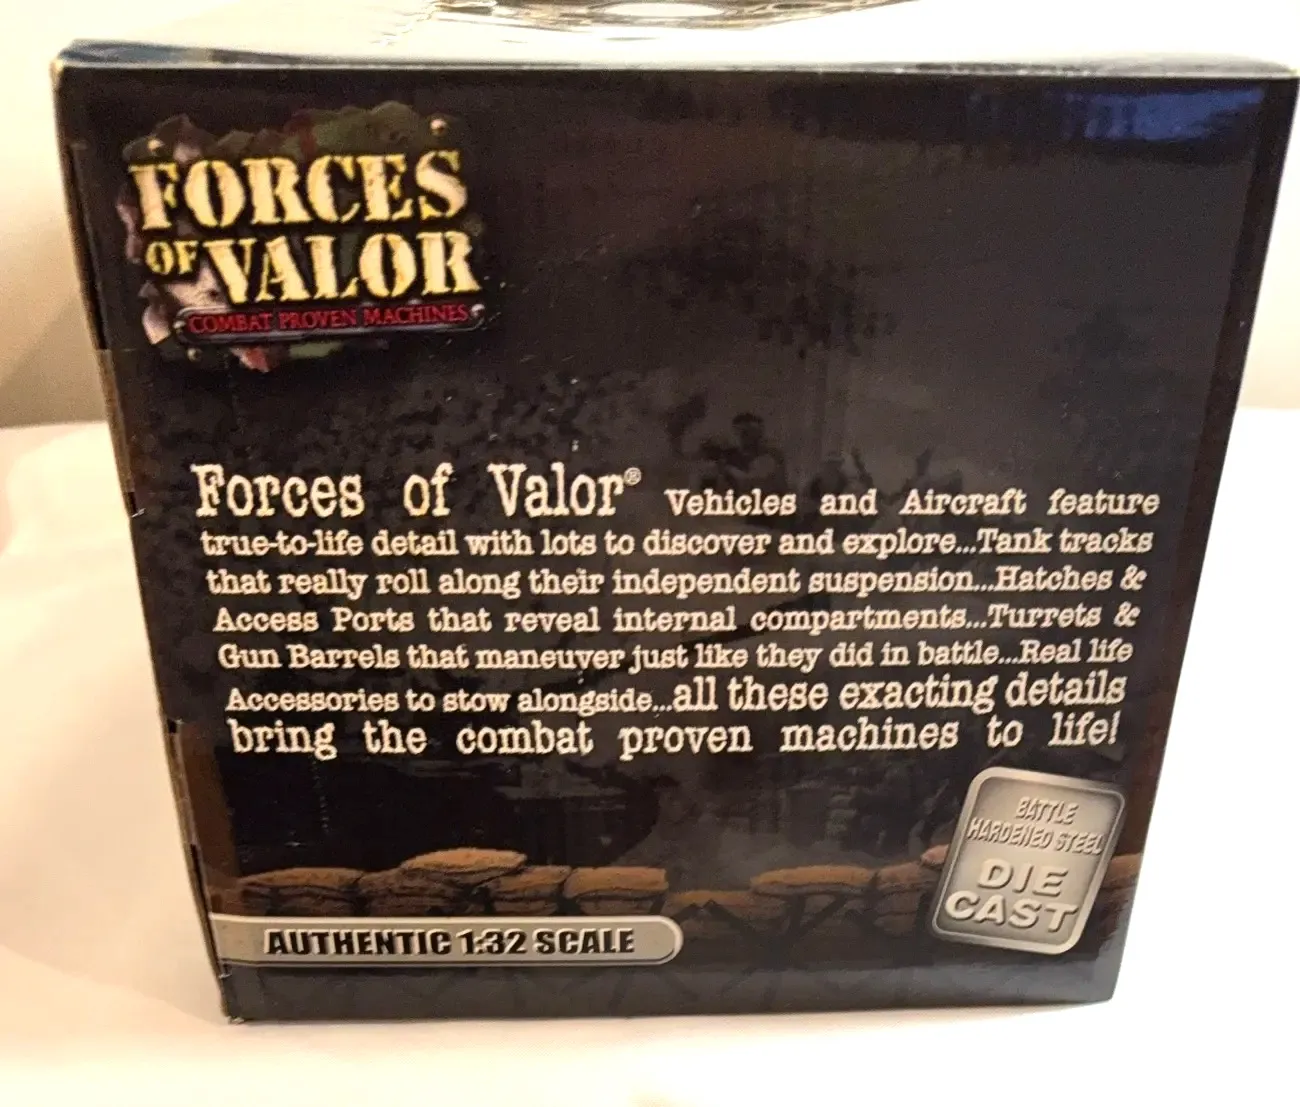 FORCES
OF VALOR
COMBAT PROVEN MACHINES
Forces of Valor® Vehicles and Aircraft feature
true-to-life detail with lots to discover and explore...Tank tracks
that really roll along their independent suspension...Hatches &
Access Ports that reveal internal compartments...Turrets &
Gun Barrels that maneuver just like they did in battle...Real life
Accessories to stow alongside...all these exacting details
bring the combat proven machines to life!
BATTLE
HARDENED STEEL
DIE
CAST
AUTHENTIC 1:32 SCALE